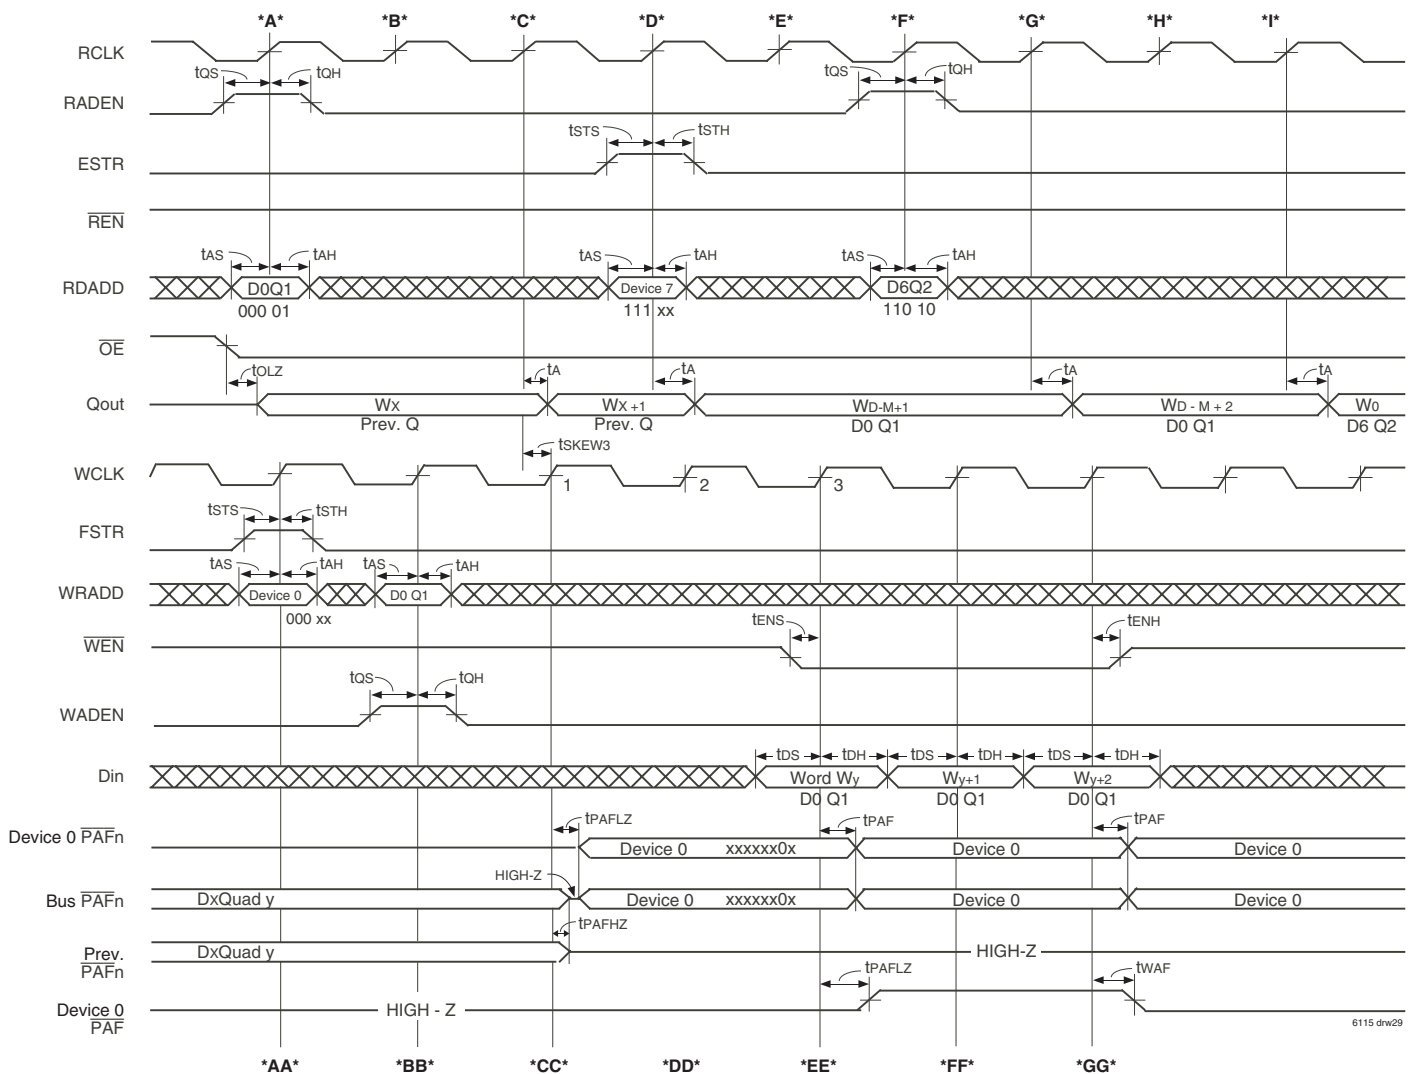 *A* *B* *C* *D* *E* *F* *G* *H* *I*
RCLK
tQS tQH tQS tQH
RADEN
tSTS tSTH
ESTR
REN
tAS tAH tAS tAH tAS tAH
RDADD D0Q1 Device 7 D6Q2
000 01 111 xx 110 10
OE
tOLZ tA tA tA tA
Qout WX WX +1 WD-M+1 WD - M + 2 W0
Prev. Q Prev. Q D0 Q1 D0 Q1 D6 Q2
tSKEW3
WCLK 1 2 3
tSTS tSTH
FSTR
tAS tAH tAS tAH
WRADD Device 0 D0 Q1
000 xx
tENS tENH
WEN
tQS tQH
WADEN
tDS tDH tDS tDH tDS tDH
Din Word Wy Wy+1 Wy+2
D0 Q1 D0 Q1 D0 Q1
tPAFLZ tPAF tPAF
Device 0 PAFn Device 0 xxxxxx0x Device 0 Device 0
HIGH-Z
Bus PAFn DxQuad y Device 0 xxxxxx0x Device 0 Device 0
tPAFHZ
Prev. DxQuad y HIGH-Z
PAFn
tPAFLZ tWAF
Device 0 HIGH - Z
PAF
6115 drw29
*AA* *BB* *CC* *DD* *EE* *FF* *GG*